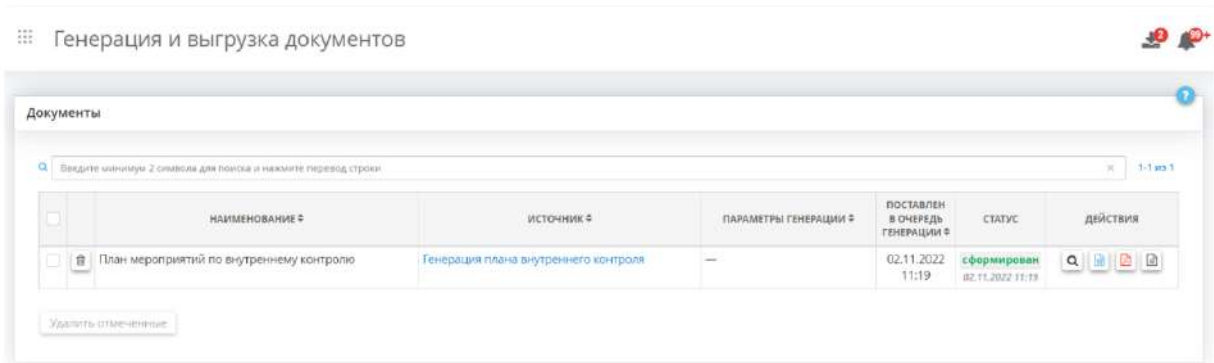 Генерация и выгрузка документов
2
99+
?
Документы
Введите минимум 2 символа для поиска и нажмите перевод строки
×
1-1 из 1
НАИМЕНОВАНИЕ
ИСТОЧНИК
ПАРАМЕТРЫ ГЕНЕРАЦИИ
ПОСТАВЛЕН
В ОЧЕРЕДЬ
ГЕНЕРАЦИИ
СТАТУС
ДЕЙСТВИЯ
План мероприятий по внутреннему контролю
Генерация плана внутреннего контроля
—
02.11.2022
11:19
сформирован
02.11.2022 11:19
Удалить отмеченные